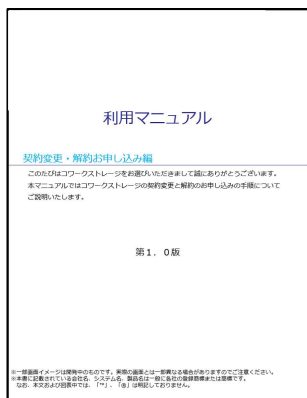 利用マニュアル
契約変更・解約お申し込み編
このたびはコワークストレージをお選びいただきまして誠にありがとうございます。
本マニュアルではコワークストレージの契約変更と解約のお申し込みの手順について
ご説明いたします。
第1．0版
※一部画面イメージは開発中のものです。実際の画面とは一部異なる場合がありますのでご注意ください。
※本書に記載されている会社名、システム名、製品名は一般に各社の登録商標または商標です。
なお、本文および図表中では、「™」、「®」は明記しておりません。